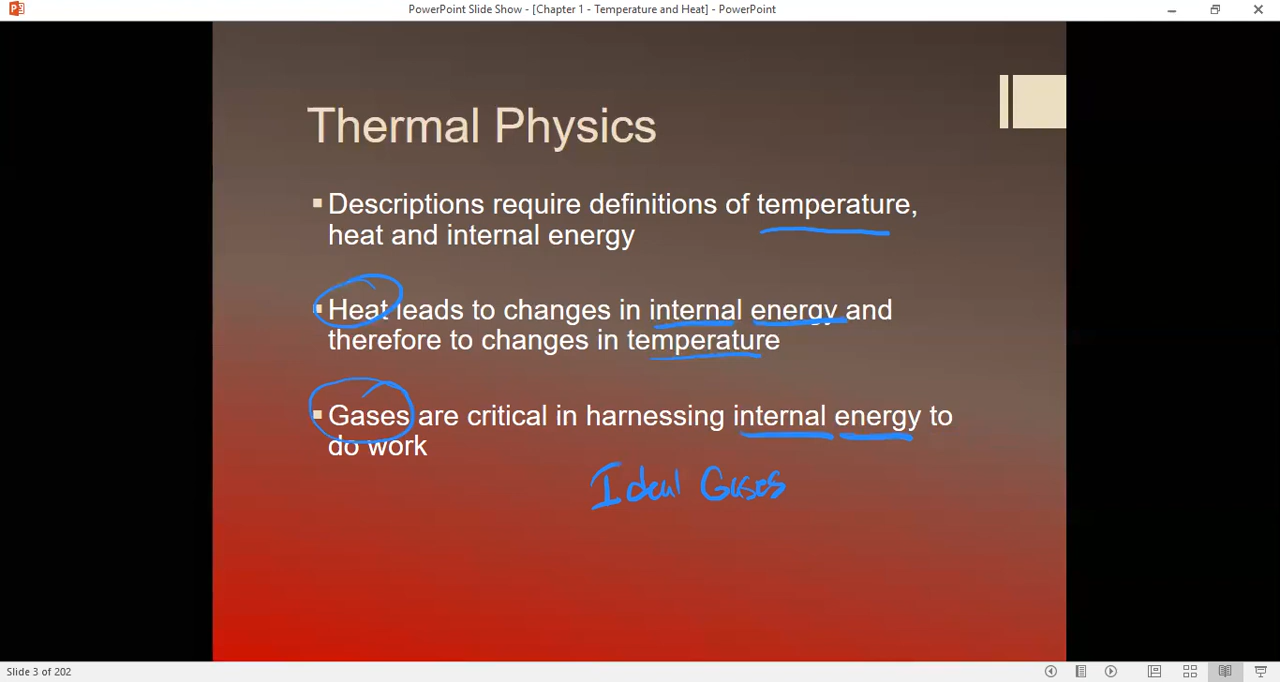 PowerPoint Slide Show - [Chapter 1 - Temperature and Heat] - PowerPoint
Thermal Physics
▪ Descriptions require definitions of temperature,
heat and internal energy
▪ Heat leads to changes in internal energy and
therefore to changes in temperature
▪ Gases are critical in harnessing internal energy to
do work
Ideal Gases
Slide 3 of 202